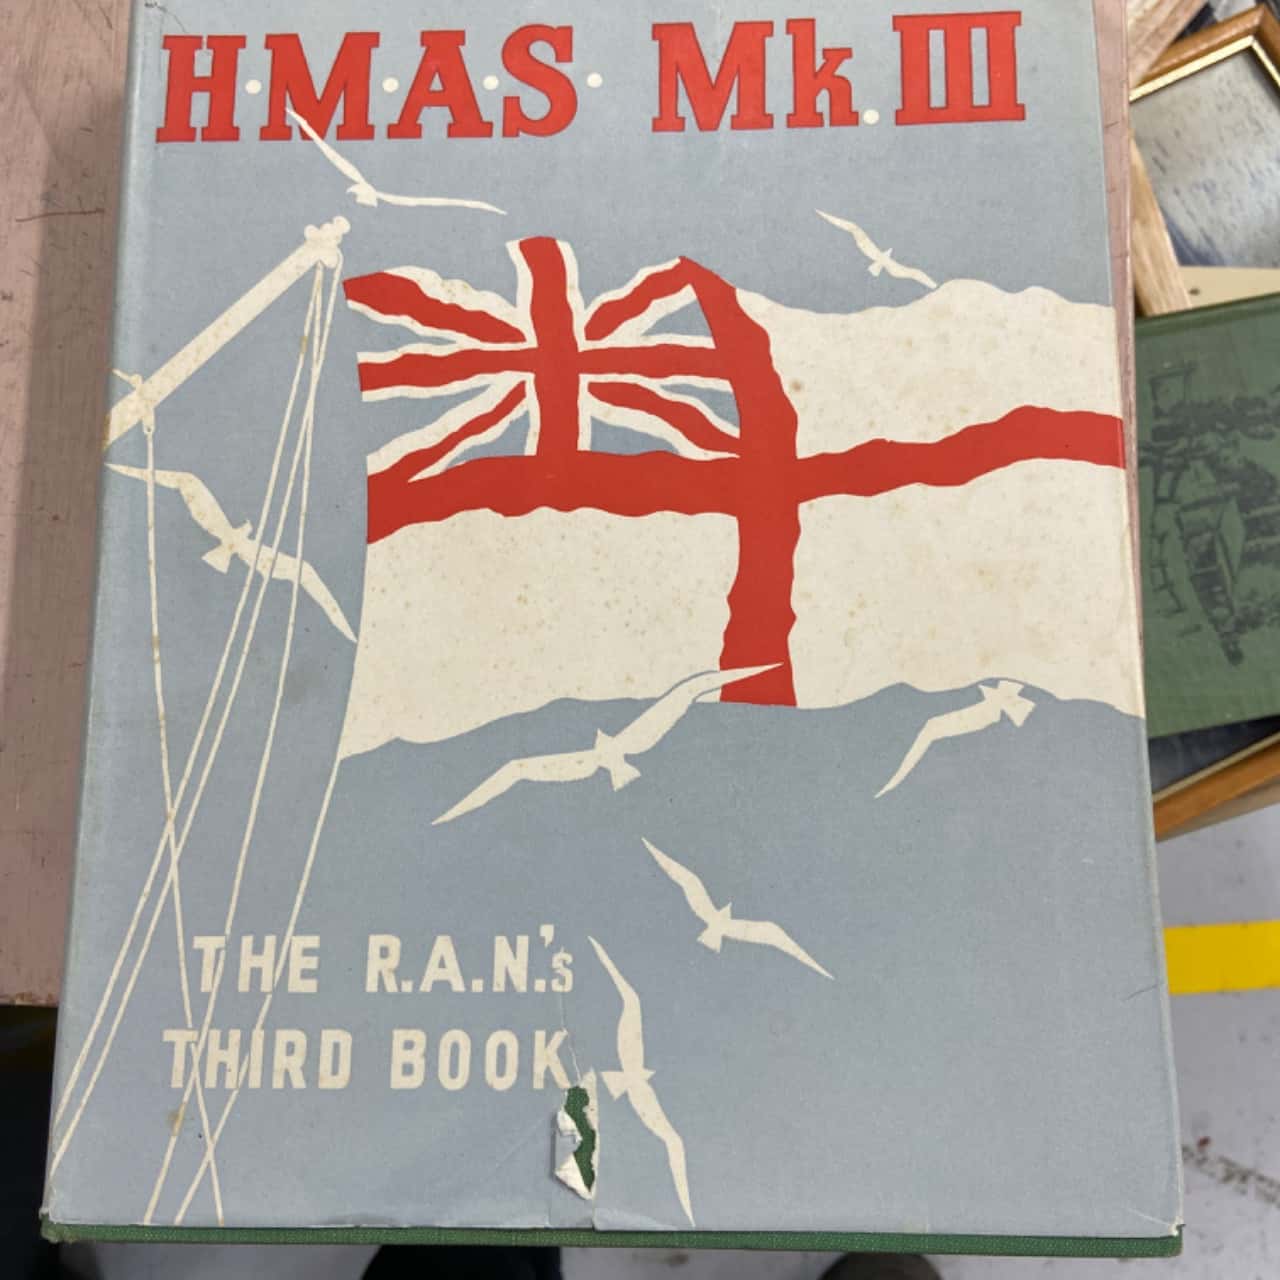 H·M·A·S· Mk.III
THE R.A.N.'s
THIRD BOOK